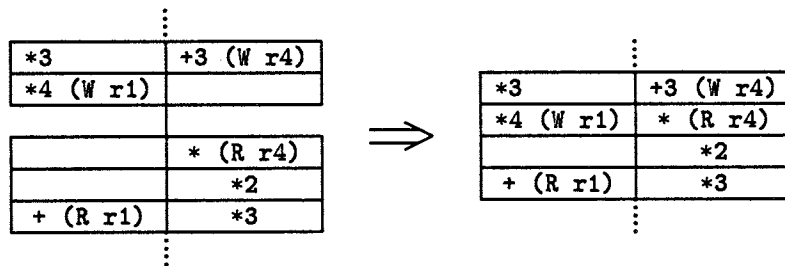 *3 +3 (W r4)
*4 (W r1)
* (R r4)
*2
+ (R r1) *3
*3 +3 (W r4)
*4 (W r1) * (R r4)
*2
+ (R r1) *3